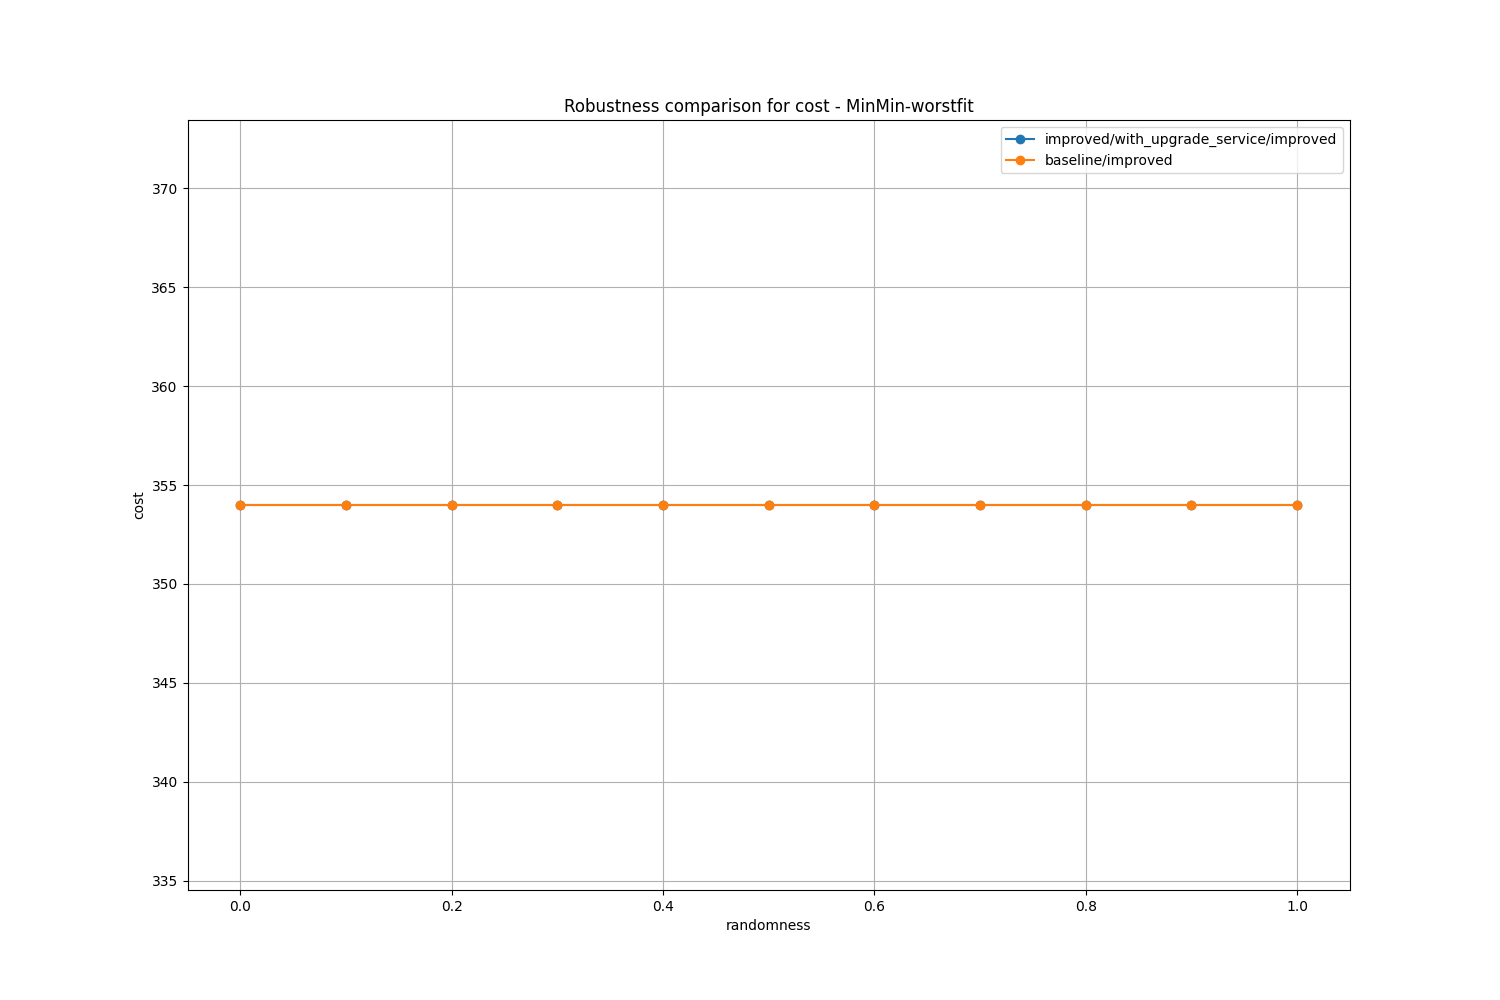 Robustness comparison for cost - MinMin-worstfit
improved/with_upgrade_service/improved
baseline/improved
370
365
360
355
350
345
340
335
cost
0.0 0.2 0.4 0.6 0.8 1.0
randomness